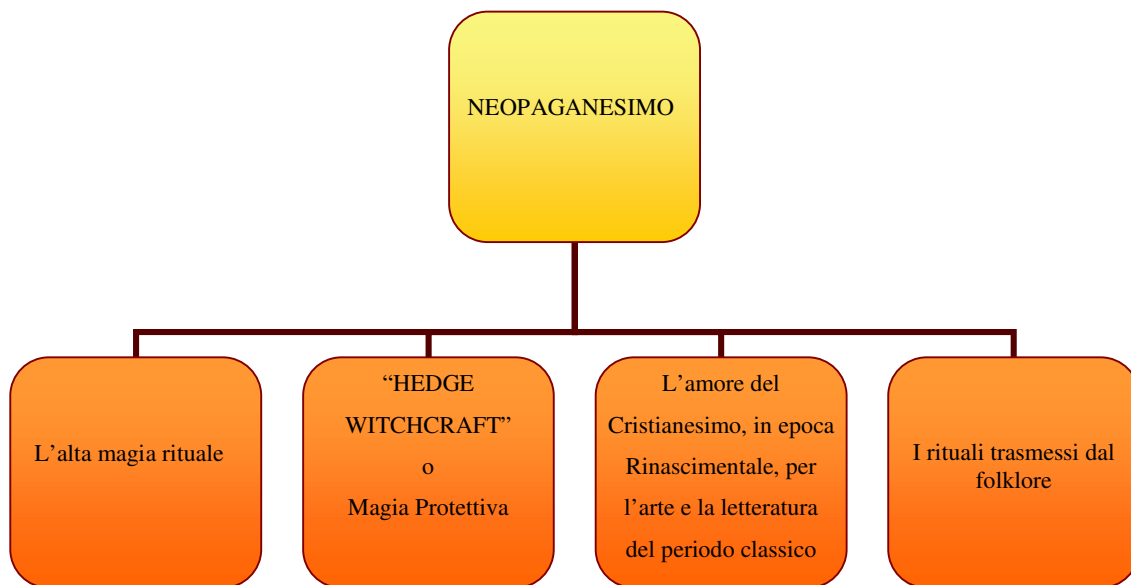 NEOPAGANESIMO
L’alta magia rituale
“HEDGE
WITCHCRAFT”
o
Magia Protettiva
L’amore del
Cristianesimo, in epoca
Rinascimentale, per
l’arte e la letteratura
del periodo classico
I rituali trasmessi dal
folklore